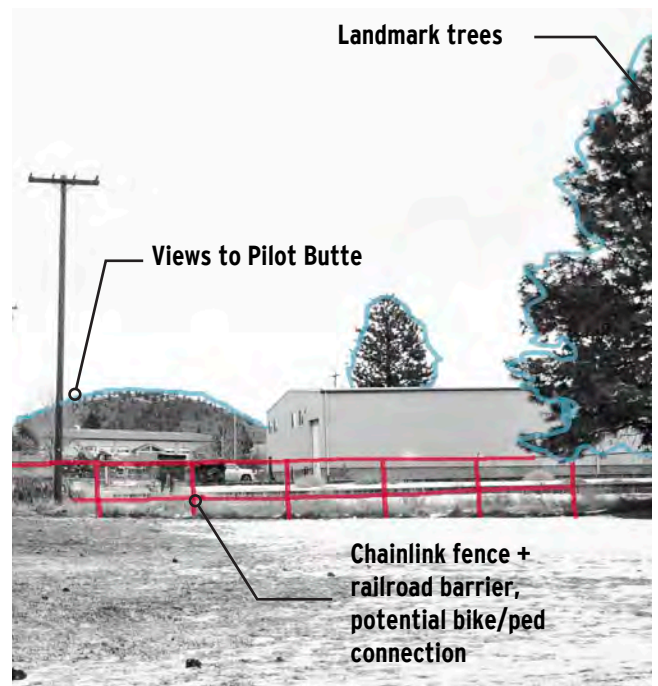 Landmark trees
Views to Pilot Butte
Chainlink fence +
railroad barrier,
potential bike/ped
connection